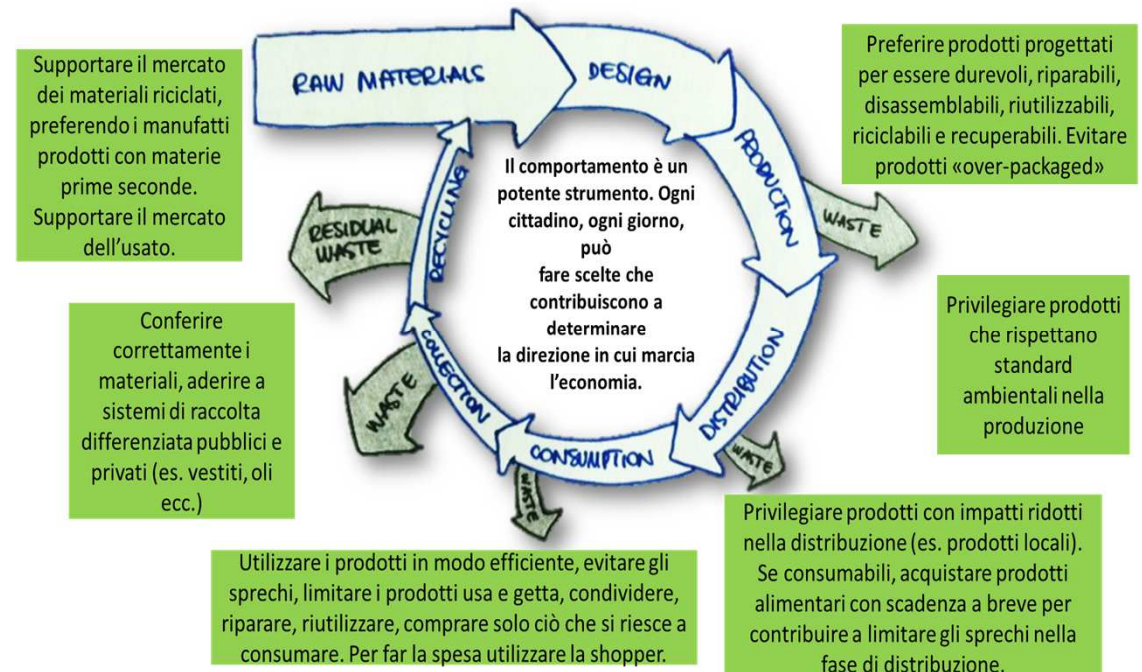 Supportare il mercato
dei materiali riciclati,
preferendo i manufatti
prodotti con materie
prime seconde.
Supportare il mercato
dell'usato.
RAW MATERIALS
DESIGN
PRODUCTION
WASTE
DISTRIBUTION
WASTE
CONSUMPTION
WASTE
COLLECTION
WASTE
RECYCLING
RESIDUAL
WASTE
Il comportamento è un
potente strumento. Ogni
cittadino, ogni giorno,
può
fare scelte che
contribuiscono a
determinare
la direzione in cui marcia
l'economia.
Preferire prodotti progettati
per essere durevoli, riparabili,
disassemblabili, riutilizzabili,
riciclabili e recuperabili. Evitare
prodotti «over-packaged»
Privilegiare prodotti
che rispettano
standard
ambientali nella
produzione
Privilegiare prodotti con impatti ridotti
nella distribuzione (es. prodotti locali).
Se consumabili, acquistare prodotti
alimentari con scadenza a breve per
contribuire a limitare gli sprechi nella
fase di distribuzione.
Utilizzare i prodotti in modo efficiente, evitare gli
sprechi, limitare i prodotti usa e getta, condividere,
riparare, riutilizzare, comprare solo ciò che si riesce a
consumare. Per far la spesa utilizzare la shopper.
Conferire
correttamente i
materiali, aderire a
sistemi di raccolta
differenziata pubblici e
privati (es. vestiti, oli
ecc.)